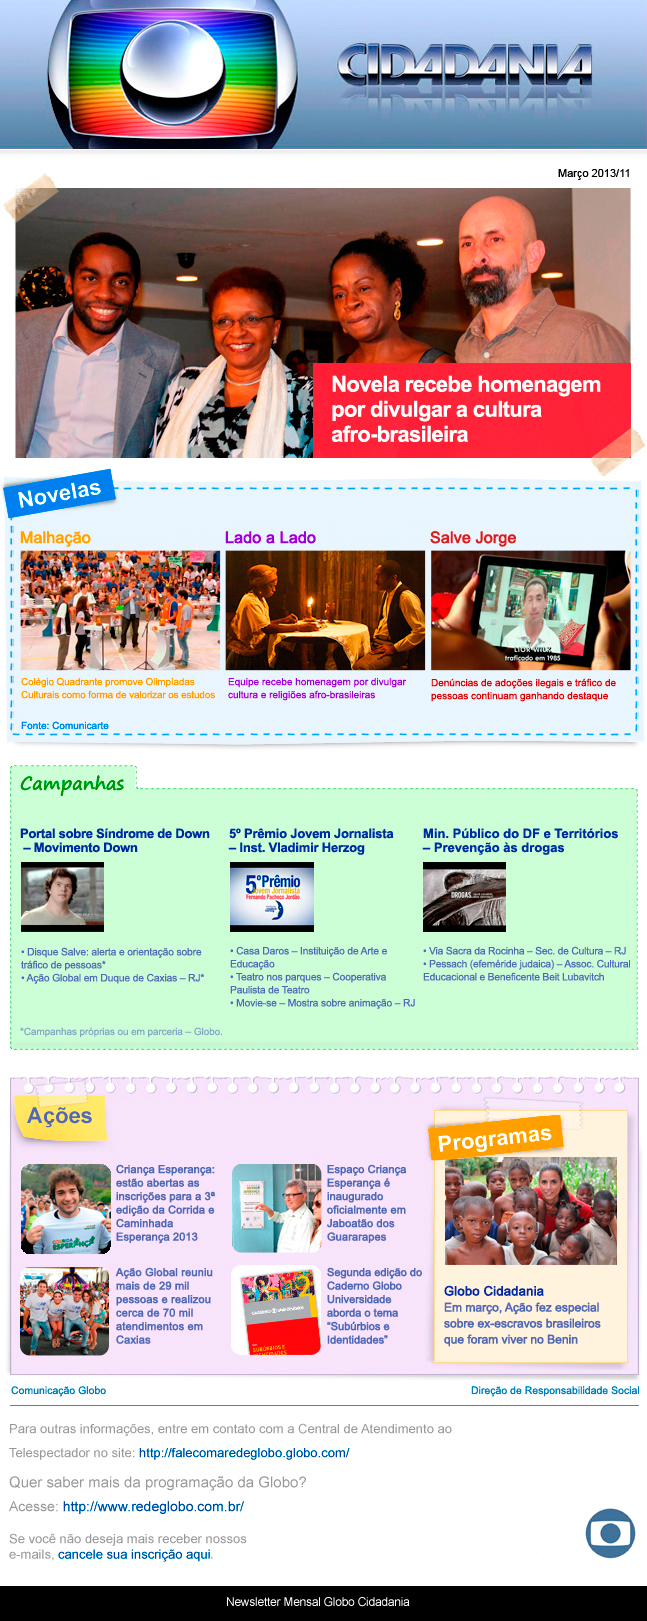 CIDADANIA
Março 2013/11
Novela recebe homenagem
por divulgar a cultura
afro-brasileira
Novelas
Malhação
Colégio Quadrante promove Olimpíadas
Culturais como forma de valorizar os estudos
Lado a Lado
Equipe recebe homenagem por divulgar
cultura e religiões afro-brasileiras
Salve Jorge
traficado em 1985
Denúncias de adoções ilegais e tráfico de
pessoas continuam ganhando destaque
Fonte: Comunicarte
Campanhas
Portal sobre Síndrome de Down
– Movimento Down
• Disque Salve: alerta e orientação sobre
tráfico de pessoas*
• Ação Global em Duque de Caxias – RJ*
5º Prêmio Jovem Jornalista
– Inst. Vladimir Herzog
5ºPrêmio
Jovem Jornalista
Fernando Pacheco Jordão
• Casa Daros – Instituição de Arte e
Educação
• Teatro nos parques – Cooperativa
Paulista de Teatro
• Movie-se – Mostra sobre animação – RJ
Min. Público do DF e Territórios
– Prevenção às drogas
DROGAS.
• Via Sacra da Rocinha – Sec. de Cultura – RJ
• Pessach (efeméride judaica) – Assoc. Cultural
Educacional e Beneficente Beit Lubavitch
*Campanhas próprias ou em parceria – Globo.
Ações
Criança Esperança:
estão abertas as
inscrições para a 3ª
edição da Corrida e
Caminhada
Esperança 2013
Espaço Criança
Esperança é
inaugurado
oficialmente em
Jaboatão dos
Guararapes
Ação Global reuniu
mais de 29 mil
pessoas e realizou
cerca de 70 mil
atendimentos em
Caxias
Segunda edição do
Caderno Globo
Universidade
aborda o tema
“Subúrbios e
Identidades”
Programas
Globo Cidadania
Em março, Ação fez especial
sobre ex-escravos brasileiros
que foram viver no Benin
Comunicação Globo
Direção de Responsabilidade Social
Para outras informações, entre em contato com a Central de Atendimento ao
Telespectador no site: http://falecomaredeglobo.globo.com/
Quer saber mais da programação da Globo?
Acesse: http://www.redeglobo.com.br/
Se você não deseja mais receber nossos
e-mails, cancele sua inscrição aqui.
Newsletter Mensal Globo Cidadania